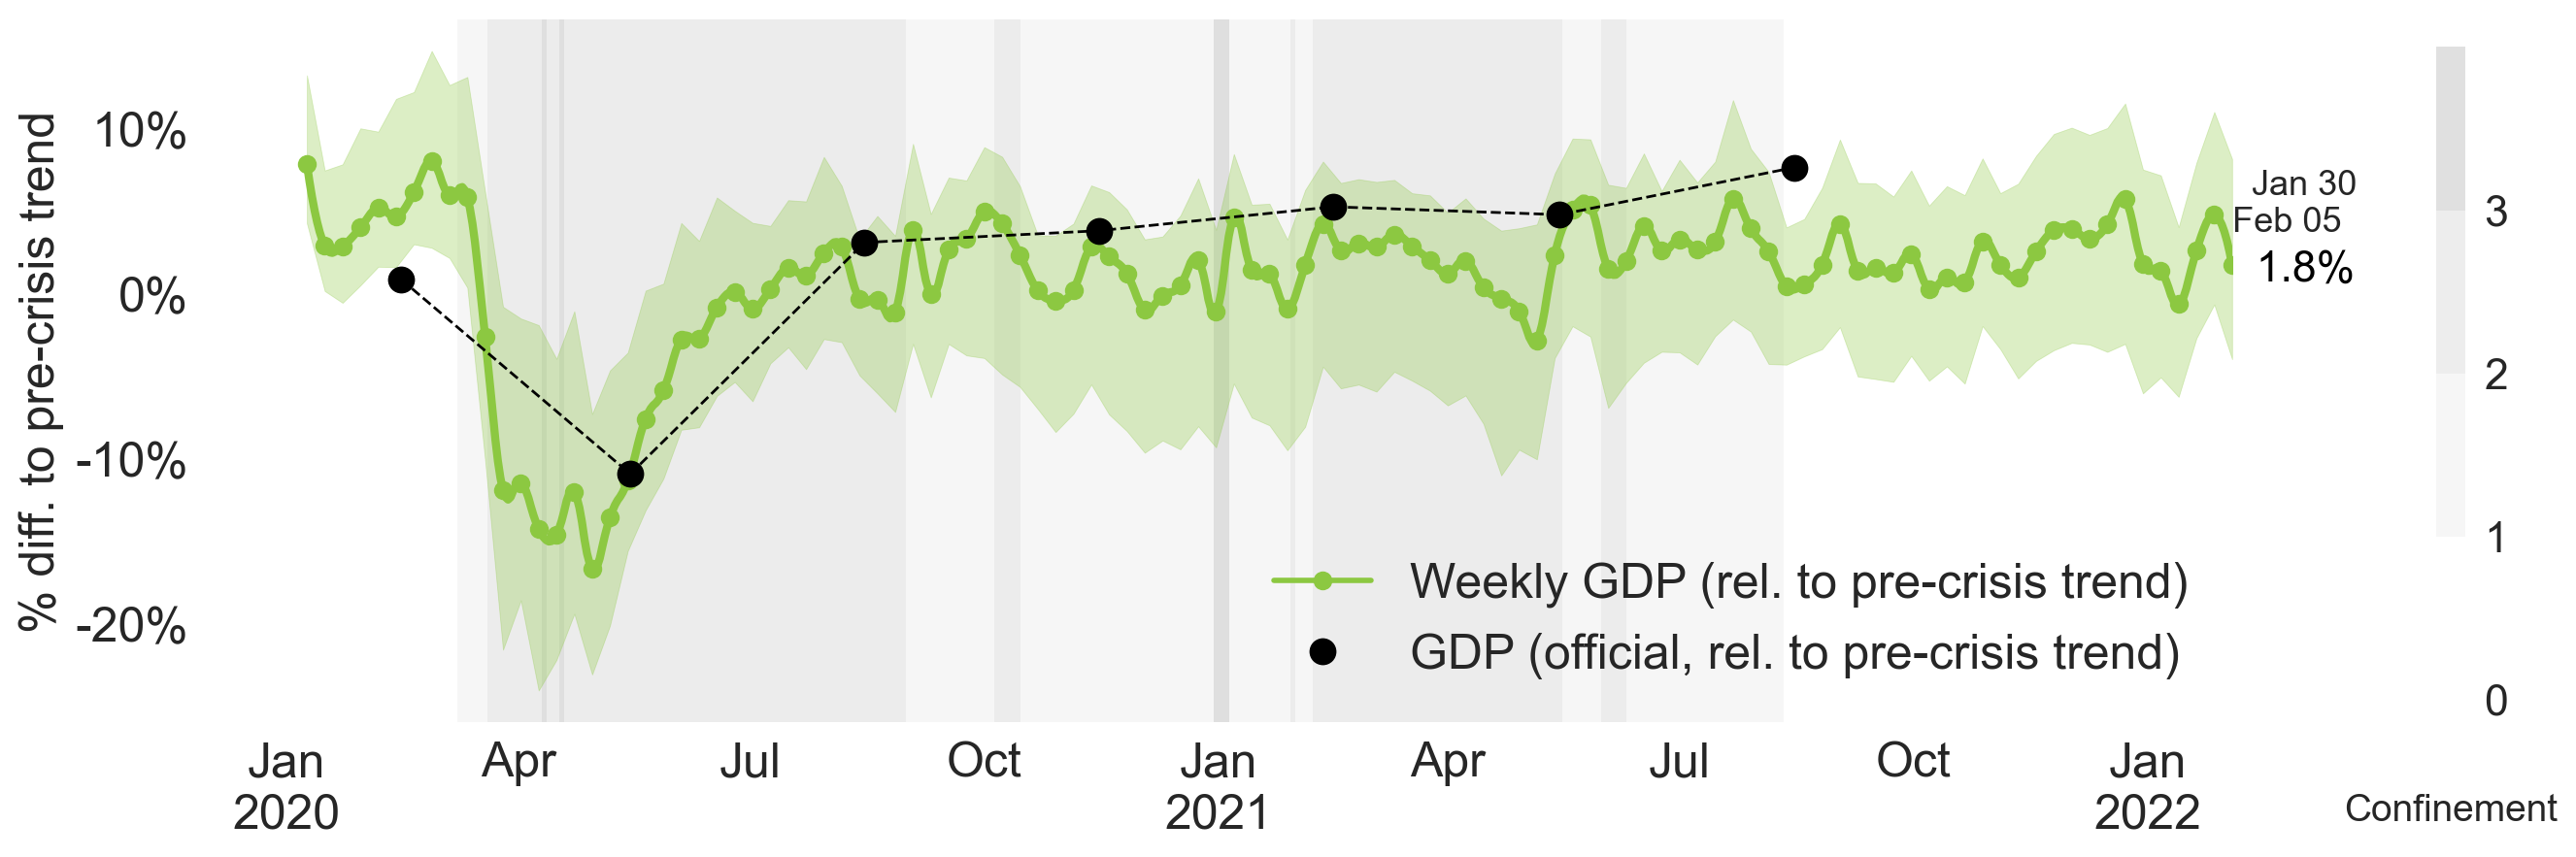 % diff. to pre-crisis trend
10%
0%
-10%
-20%
Jan
2020
Apr
Jul
Oct
Jan
2021
Apr
Jul
Oct
Jan
2022
Weekly GDP (rel. to pre-crisis trend)
GDP (official, rel. to pre-crisis trend)
Jan 30
Feb 05
1.8%
3
2
1
0
Confinement